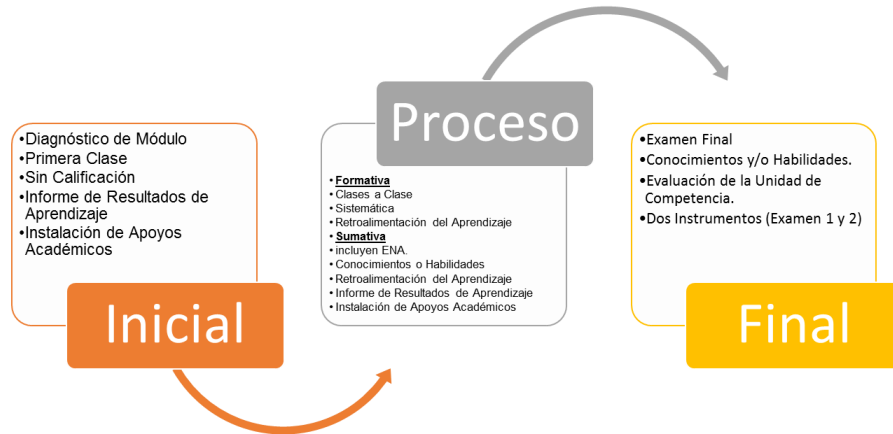 •Diagnóstico de Módulo
•Primera Clase
•Sin Calificación
•Informe de Resultados de
Aprendizaje
•Instalación de Apoyos
Académicos
Inicial
Proceso
• Formativa
• Clases a Clase
• Sistemática
• Retroalimentación del Aprendizaje
• Sumativa
• incluyen ENA.
• Conocimientos o Habilidades
• Retroalimentación del Aprendizaje
• Informe de Resultados de Aprendizaje
• Instalación de Apoyos Académicos
•Examen Final
•Conocimientos y/o Habilidades.
•Evaluación de la Unidad de
Competencia.
•Dos Instrumentos (Examen 1 y 2)
Final